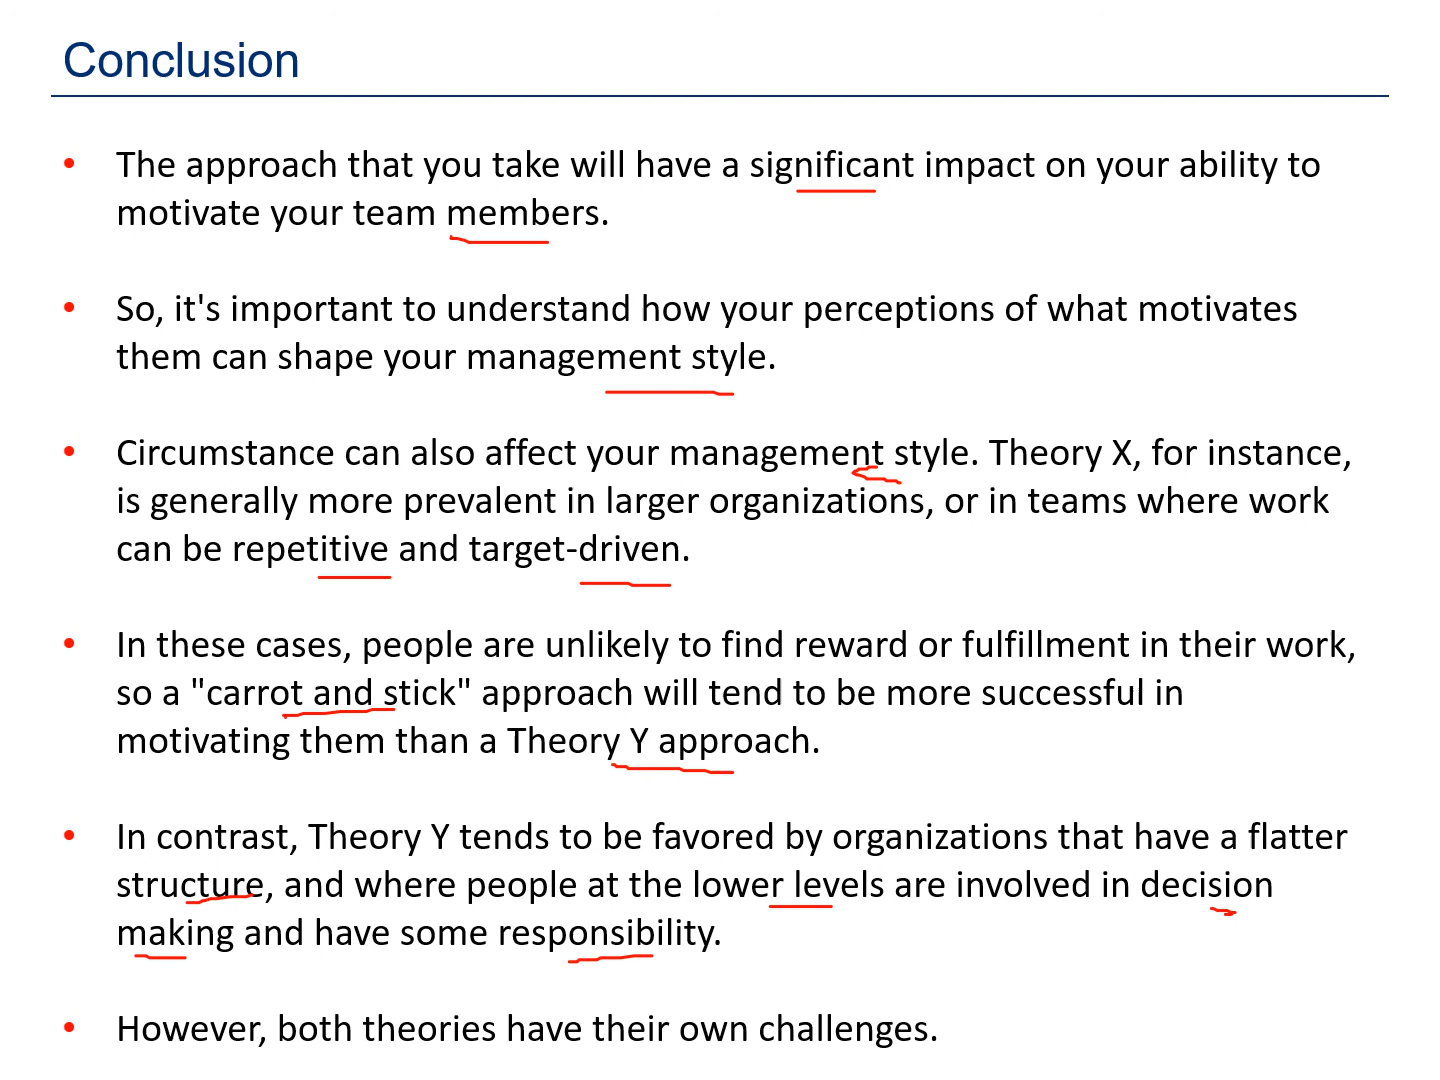 Conclusion
• The approach that you take will have a significant impact on your ability to
motivate your team members.
• So, it's important to understand how your perceptions of what motivates
them can shape your management style.
• Circumstance can also affect your management style. Theory X, for instance,
is generally more prevalent in larger organizations, or in teams where work
can be repetitive and target-driven.
• In these cases, people are unlikely to find reward or fulfillment in their work,
so a "carrot and stick" approach will tend to be more successful in
motivating them than a Theory Y approach.
• In contrast, Theory Y tends to be favored by organizations that have a flatter
structure, and where people at the lower levels are involved in decision
making and have some responsibility.
• However, both theories have their own challenges.